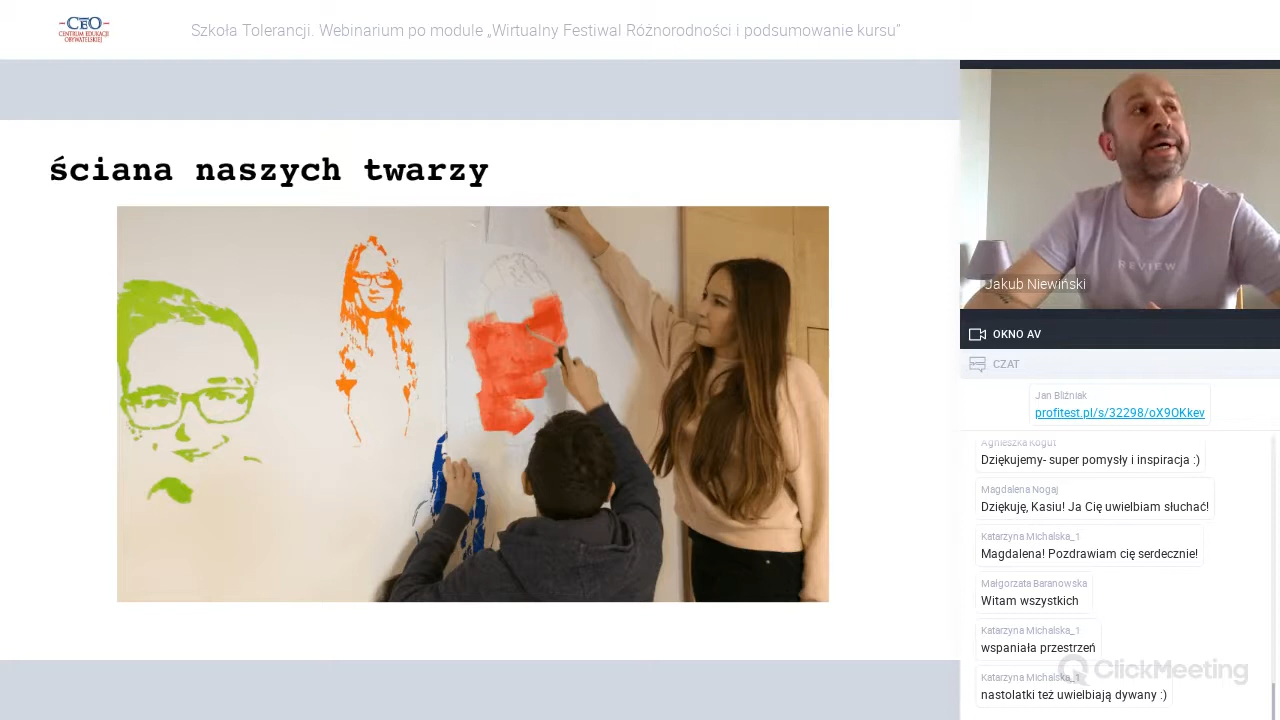 CEO
CENTRUM EDUKACJI
OBYWATELSKIEJ
Szkoła Tolerancji. Webinarium po module „Wirtualny Festiwal Różnorodności i podsumowanie kursu”
ściana naszych twarzy
REVIEW
Jakub Niewiński
OKNO AV
CZAT
Jan Bliźniak
profitest.pl/s/32298/oX9OKkev
Agnieszka Kogut
Dziękujemy- super pomysły i inspiracja :)
Magdalena Nogaj
Dziękuję, Kasiu! Ja Cię uwielbiam słuchać!
Katarzyna Michalska_1
Magdalena! Pozdrawiam cię serdecznie!
Małgorzata Baranowska
Witam wszystkich
Katarzyna Michalska_1
wspaniała przestrzeń
ClickMeeting
Katarzyna Michalska_1
nastolatki też uwielbiają dywany :)